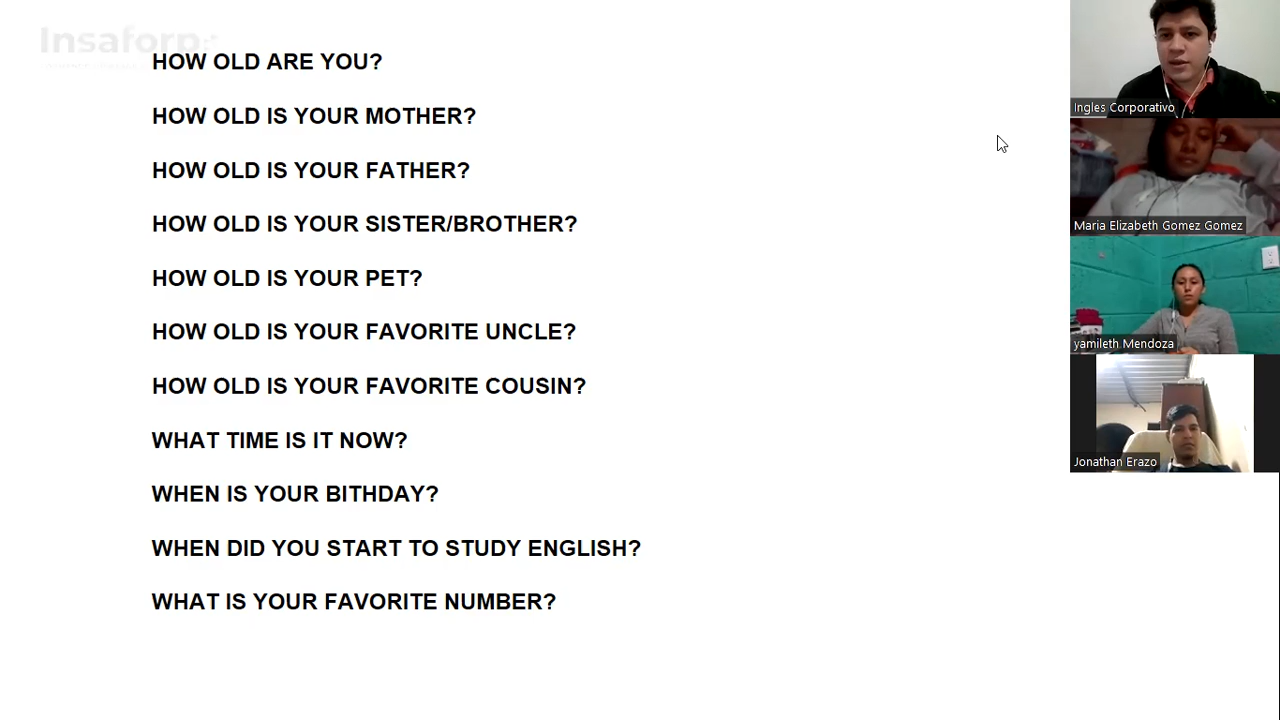 Insaforp
HOW OLD ARE YOU?
HOW OLD IS YOUR MOTHER?
HOW OLD IS YOUR FATHER?
HOW OLD IS YOUR SISTER/BROTHER?
HOW OLD IS YOUR PET?
HOW OLD IS YOUR FAVORITE UNCLE?
HOW OLD IS YOUR FAVORITE COUSIN?
WHAT TIME IS IT NOW?
WHEN IS YOUR BITHDAY?
WHEN DID YOU START TO STUDY ENGLISH?
WHAT IS YOUR FAVORITE NUMBER?
Ingles Corporativo
Maria Elizabeth Gomez Gomez
yamileth Mendoza
Jonathan Erazo